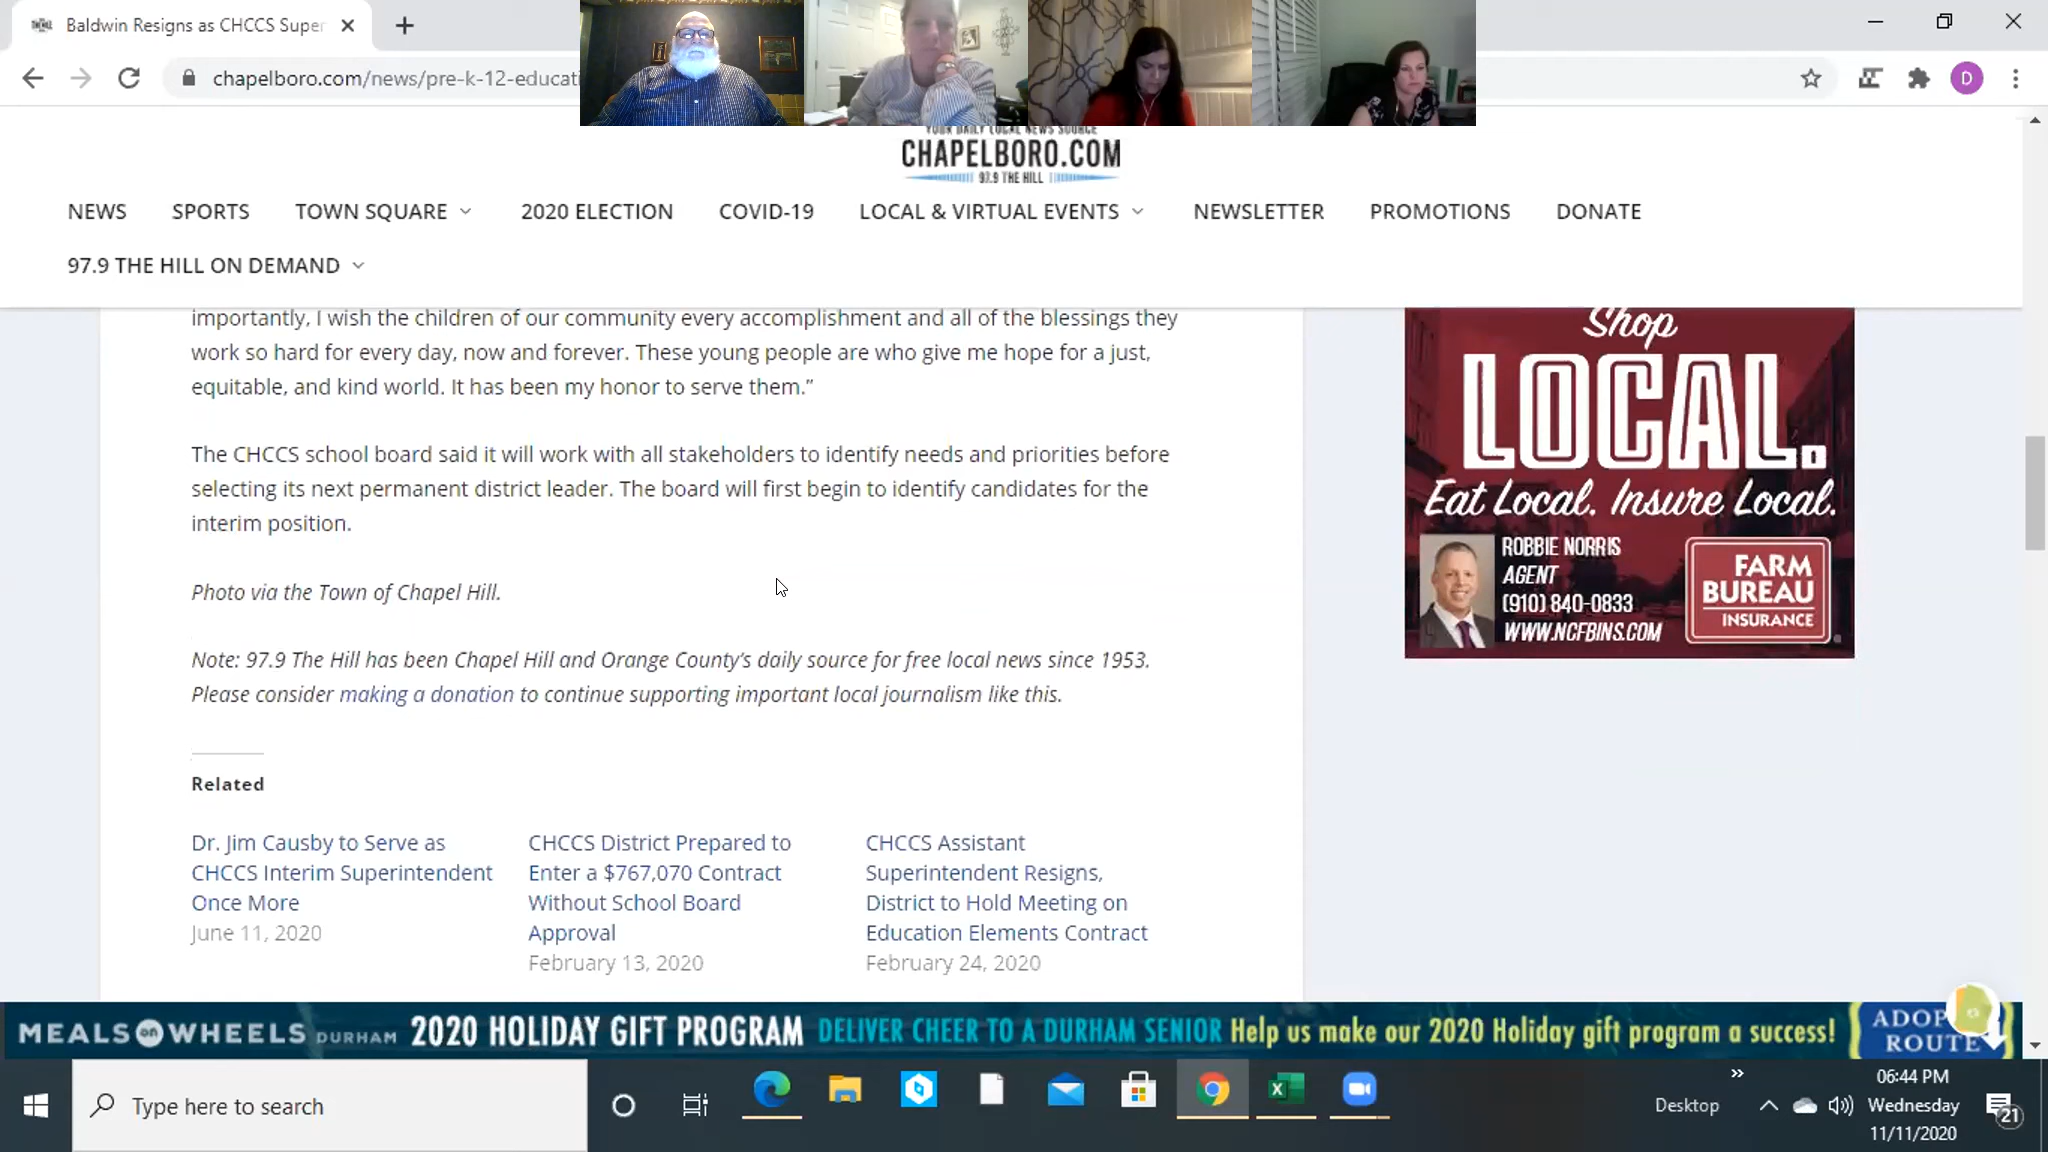 Baldwin Resigns as CHCCS Super
chapelboro.com/news/pre-k-12-educati
D
YOUR DAILY LOCAL NEWS SOURCE
CHAPELBORO.COM
97.9 THE HILL
NEWS SPORTS TOWN SQUARE 2020 ELECTION COVID-19 LOCAL & VIRTUAL EVENTS NEWSLETTER PROMOTIONS DONATE
97.9 THE HILL ON DEMAND
importantly, I wish the children of our community every accomplishment and all of the blessings they
work so hard for every day, now and forever. These young people are who give me hope for a just,
equitable, and kind world. It has been my honor to serve them.”
The CHCCS school board said it will work with all stakeholders to identify needs and priorities before
selecting its next permanent district leader. The board will first begin to identify candidates for the
interim position.
Photo via the Town of Chapel Hill.
Note: 97.9 The Hill has been Chapel Hill and Orange County’s daily source for free local news since 1953.
Please consider making a donation to continue supporting important local journalism like this.
Related
Dr. Jim Causby to Serve as
CHCCS Interim Superintendent
Once More
June 11, 2020
CHCCS District Prepared to
Enter a $767,070 Contract
Without School Board
Approval
February 13, 2020
CHCCS Assistant
Superintendent Resigns,
District to Hold Meeting on
Education Elements Contract
February 24, 2020
Shop
LOCAL.
Eat Local. Insure Local.
ROBBIE NORRIS
AGENT
(910) 840-0833
WWW.NCFBINS.COM
FARM
BUREAU
INSURANCE
MEALS on WHEELS DURHAM 2020 HOLIDAY GIFT PROGRAM DELIVER CHEER TO A DURHAM SENIOR Help us make our 2020 Holiday gift program a success!
ADOP
ROUTE
Type here to search
Desktop
06:44 PM
Wednesday
11/11/2020
21